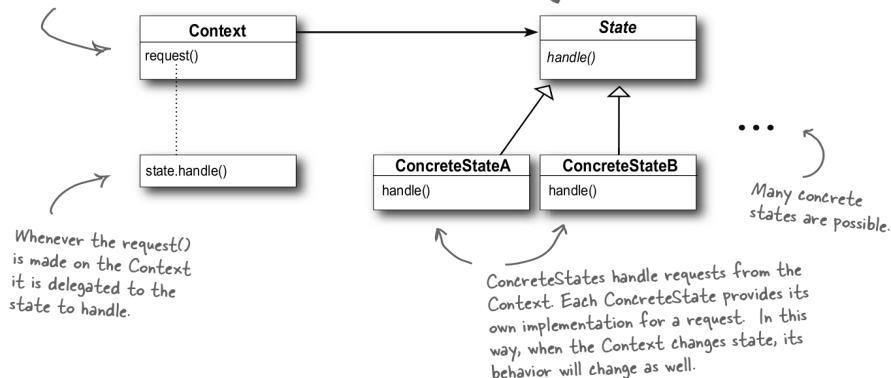 Context
request()
State
handle()
state.handle()
ConcreteStateA
handle()
ConcreteStateB
handle()
...
Many concrete
states are possible.
Whenever the request()
is made on the Context
it is delegated to the
state to handle.
ConcreteStates handle requests from the
Context. Each ConcreteState provides its
own implementation for a request. In this
way, when the Context changes state, its
behavior will change as well.